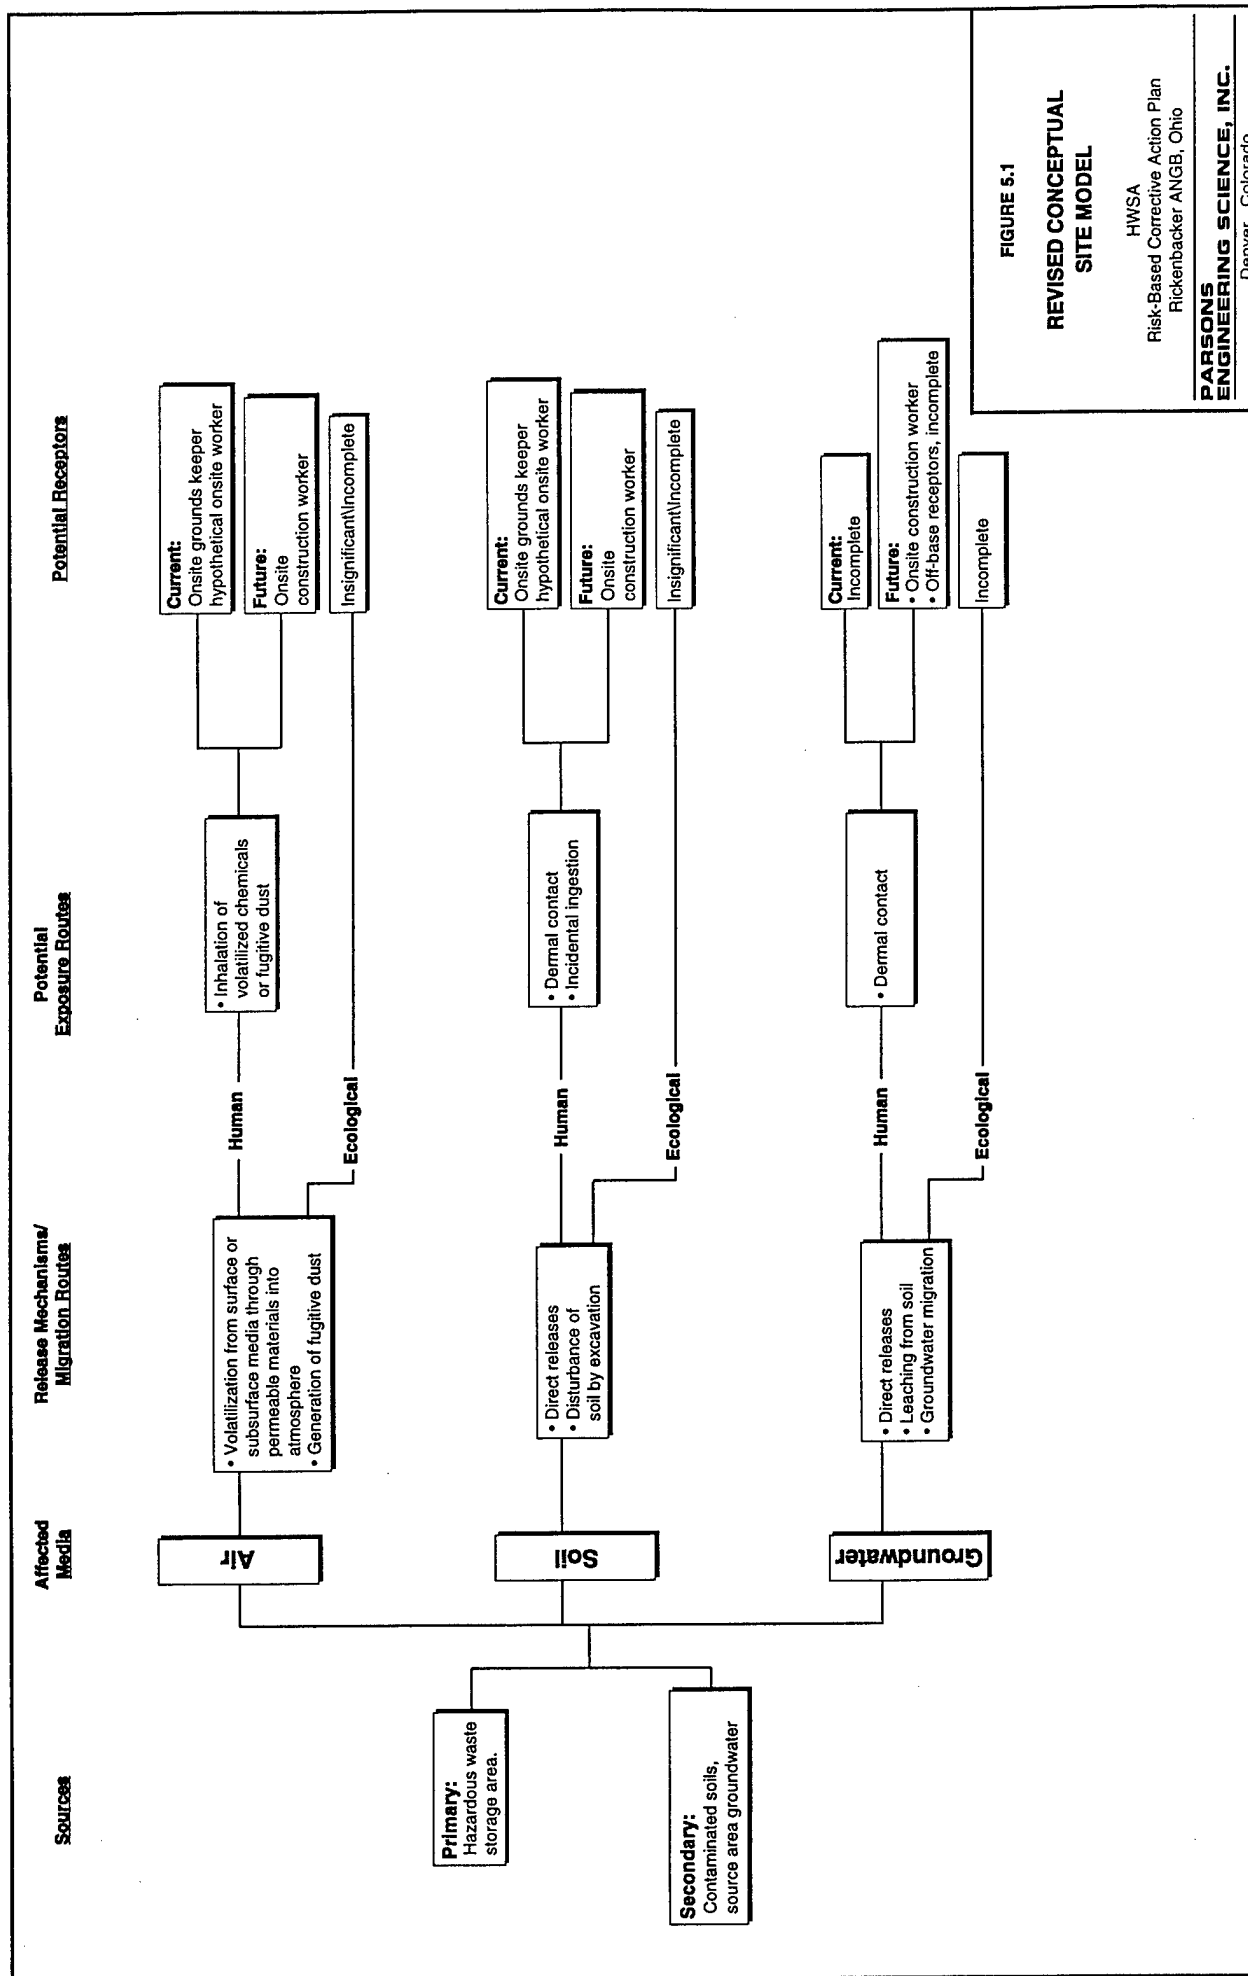 Sources
Affected
Media
Release Mechanisms/
Migration Routes
Potential
Exposure Routes
Potential Receptors
Primary:
Hazardous waste
storage area.
Secondary:
Contaminated soils,
source area groundwater
Air
• Volatilization from surface or
subsurface media through
permeable materials into
atmosphere
• Generation of fugitive dust
Human
Ecological
• Inhalation of
volatilized chemicals
or fugitive dust
Current:
Onsite grounds keeper
hypothetical onsite worker
Future:
Onsite
construction worker
Insignificant\Incomplete
Soil
• Direct releases
• Disturbance of
soil by excavation
Human
Ecological
• Dermal contact
• Incidental ingestion
Current:
Onsite grounds keeper
hypothetical onsite worker
Future:
Onsite
construction worker
Insignificant\Incomplete
Groundwater
• Direct releases
• Leaching from soil
• Groundwater migration
Human
Ecological
• Dermal contact
Current:
Incomplete
Future:
• Onsite construction worker
• Off-base receptors, incomplete
Incomplete
FIGURE 5.1
REVISED CONCEPTUAL
SITE MODEL
HWSA
Risk-Based Corrective Action Plan
Rickenbacker ANGB, Ohio
PARSONS
ENGINEERING SCIENCE, INC.
Denver, Colorado